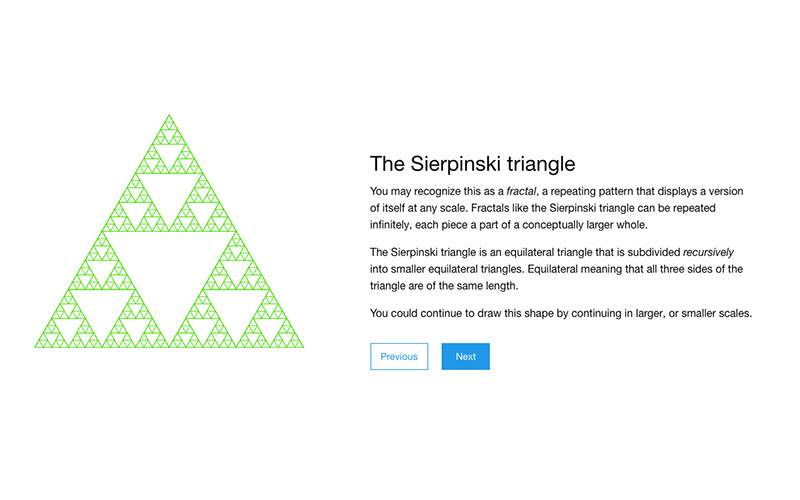 The Sierpinski triangle
You may recognize this as a fractal, a repeating pattern that displays a version
of itself at any scale. Fractals like the Sierpinski triangle can be repeated
infinitely, each piece a part of a conceptually larger whole.
The Sierpinski triangle is an equilateral triangle that is subdivided recursively
into smaller equilateral triangles. Equilateral meaning that all three sides of the
triangle are of the same length.
You could continue to draw this shape by continuing in larger, or smaller scales.
Previous
Next